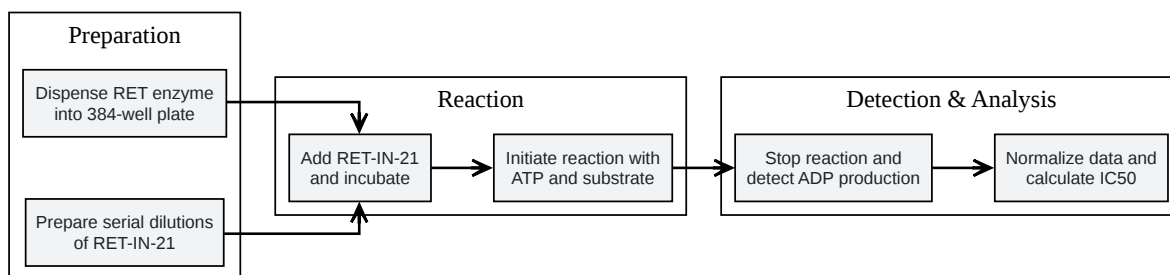 Preparation
Dispense RET enzyme
into 384-well plate
Prepare serial dilutions
of RET-IN-21
Reaction
Add RET-IN-21
and incubate
Initiate reaction with
ATP and substrate
Detection & Analysis
Stop reaction and
detect ADP production
Normalize data and
calculate IC50